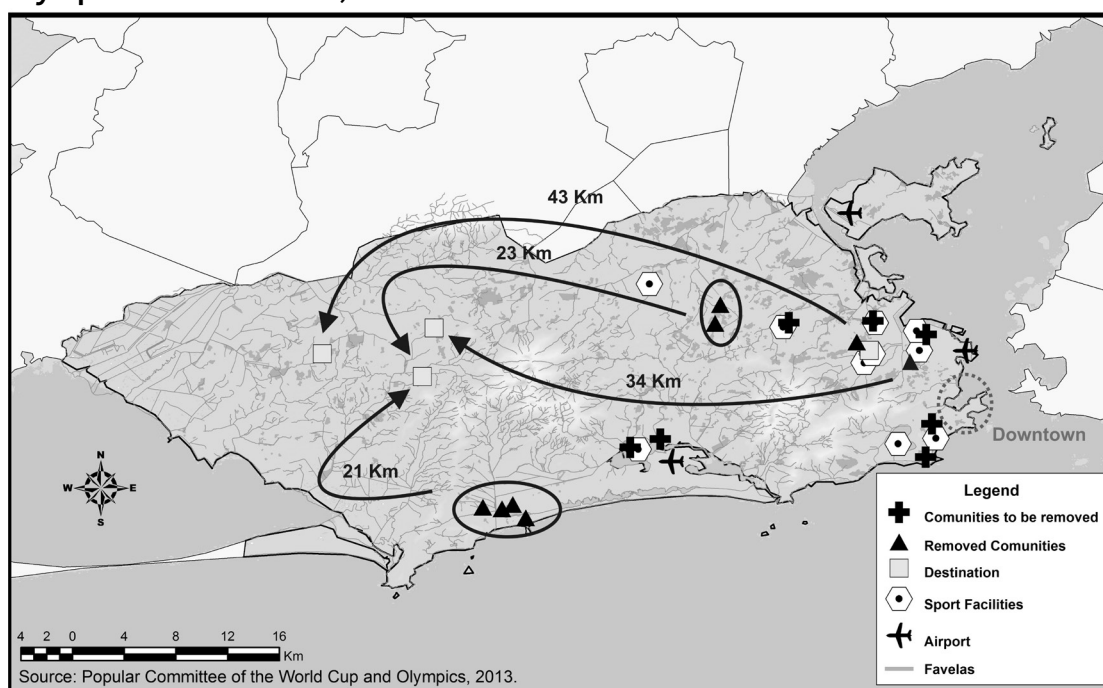 43 Km
23 Km
34 Km
21 Km
Downtown
N
W E
S
Legend
Comunities to be removed
Removed Comunities
Destination
Sport Facilities
Airport
Favelas
4 2 0 4 8 12 16
Km
Source: Popular Committee of the World Cup and Olympics, 2013.